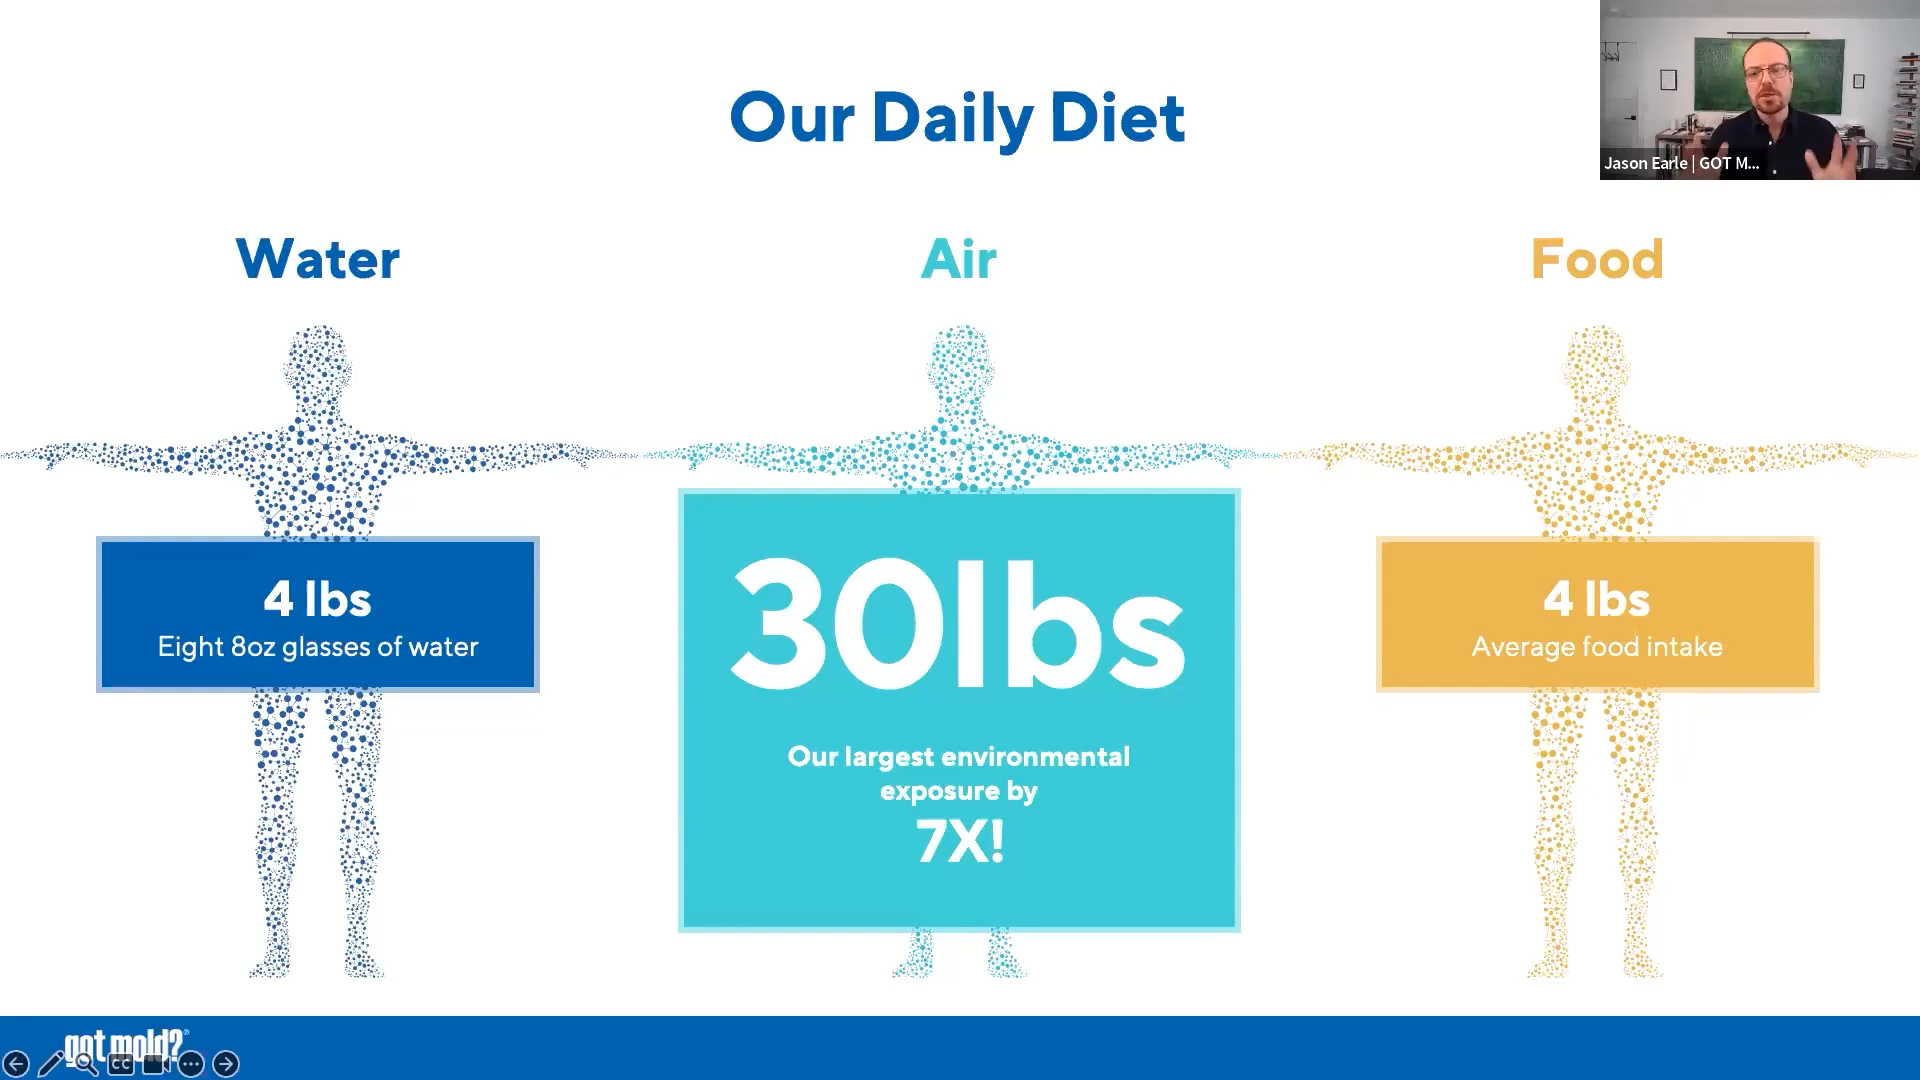 Our Daily Diet
Jason Earle | GOT M...
Water
Air
Food
4 lbs
Eight 8oz glasses of water
30lbs
Our largest environmental
exposure by
7X!
4 lbs
Average food intake
got mold?®
CC